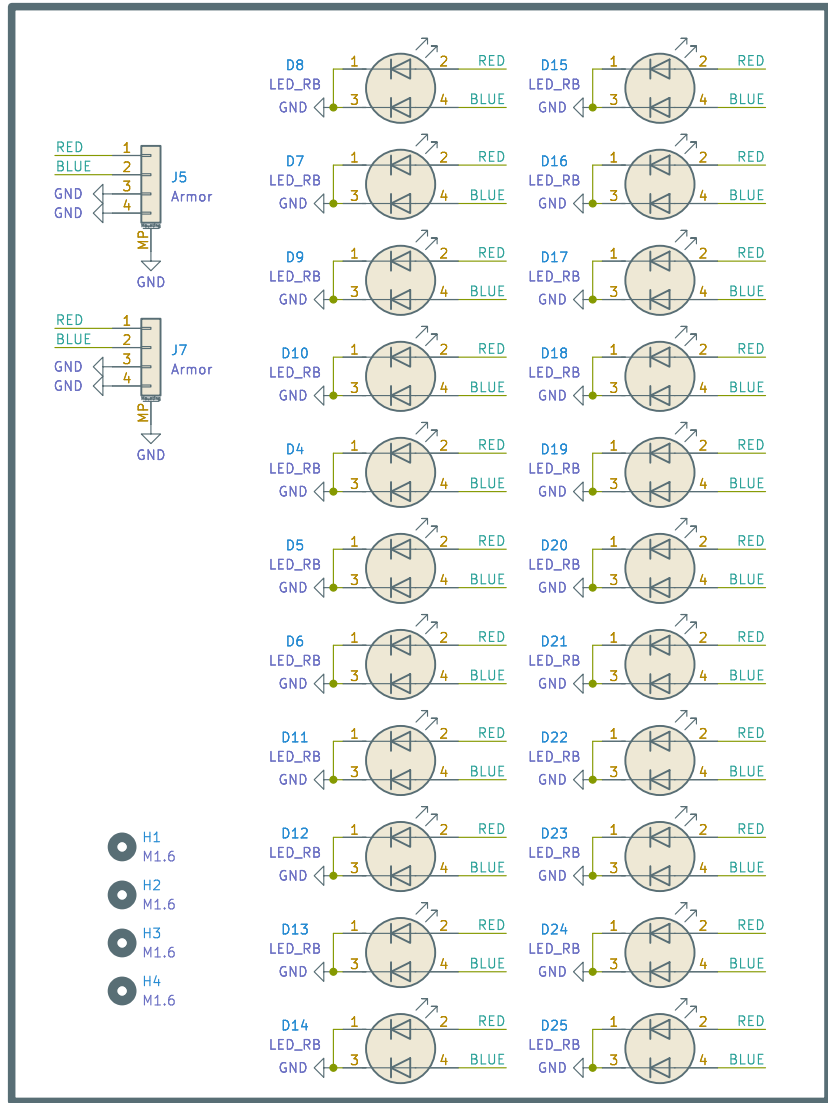 RED 1
BLUE 2
GND 3
GND 4
J5
Armor
MP
GND
RED 1
BLUE 2
GND 3
GND 4
J7
Armor
MP
GND
H1
M1.6
H2
M1.6
H3
M1.6
H4
M1.6
D8 1 2 RED
LED_RB
GND 3 4 BLUE
D7 1 2 RED
LED_RB
GND 3 4 BLUE
D9 1 2 RED
LED_RB
GND 3 4 BLUE
D10 1 2 RED
LED_RB
GND 3 4 BLUE
D4 1 2 RED
LED_RB
GND 3 4 BLUE
D5 1 2 RED
LED_RB
GND 3 4 BLUE
D6 1 2 RED
LED_RB
GND 3 4 BLUE
D11 1 2 RED
LED_RB
GND 3 4 BLUE
D12 1 2 RED
LED_RB
GND 3 4 BLUE
D13 1 2 RED
LED_RB
GND 3 4 BLUE
D14 1 2 RED
LED_RB
GND 3 4 BLUE
D15 1 2 RED
LED_RB
GND 3 4 BLUE
D16 1 2 RED
LED_RB
GND 3 4 BLUE
D17 1 2 RED
LED_RB
GND 3 4 BLUE
D18 1 2 RED
LED_RB
GND 3 4 BLUE
D19 1 2 RED
LED_RB
GND 3 4 BLUE
D20 1 2 RED
LED_RB
GND 3 4 BLUE
D21 1 2 RED
LED_RB
GND 3 4 BLUE
D22 1 2 RED
LED_RB
GND 3 4 BLUE
D23 1 2 RED
LED_RB
GND 3 4 BLUE
D24 1 2 RED
LED_RB
GND 3 4 BLUE
D25 1 2 RED
LED_RB
GND 3 4 BLUE